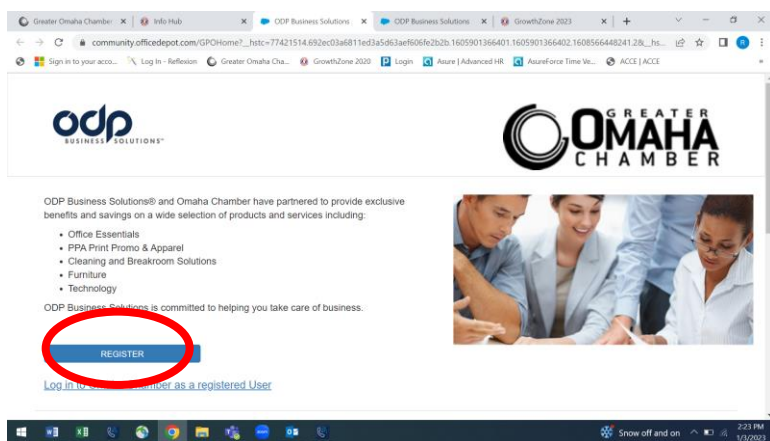 Greater Omaha Chamber
Info Hub
ODP Business Solutions
ODP Business Solutions
GrowthZone 2023
community.officedepot.com/GPOHome?_hstc=77421514.692ec03a6811ed3a5d63aef606fe2b2b.1605901366401.1605901366402.1608566448241.2&_hs...
R
Sign in to your acco...
Log In - Reflexion
Greater Omaha Cha...
GrowthZone 2020
Login
Asure | Advanced HR
AsureForce Time Ve...
ACCE | ACCE
odp
BUSINESS SOLUTIONS™
GREATER
OMAHA
CHAMBER
ODP Business Solutions® and Omaha Chamber have partnered to provide exclusive
benefits and savings on a wide selection of products and services including:
• Office Essentials
• PPA Print Promo & Apparel
• Cleaning and Breakroom Solutions
• Furniture
• Technology
ODP Business Solutions is committed to helping you take care of business.
REGISTER
Log in to as a registered User
Snow off and on
2:23 PM
1/3/2023